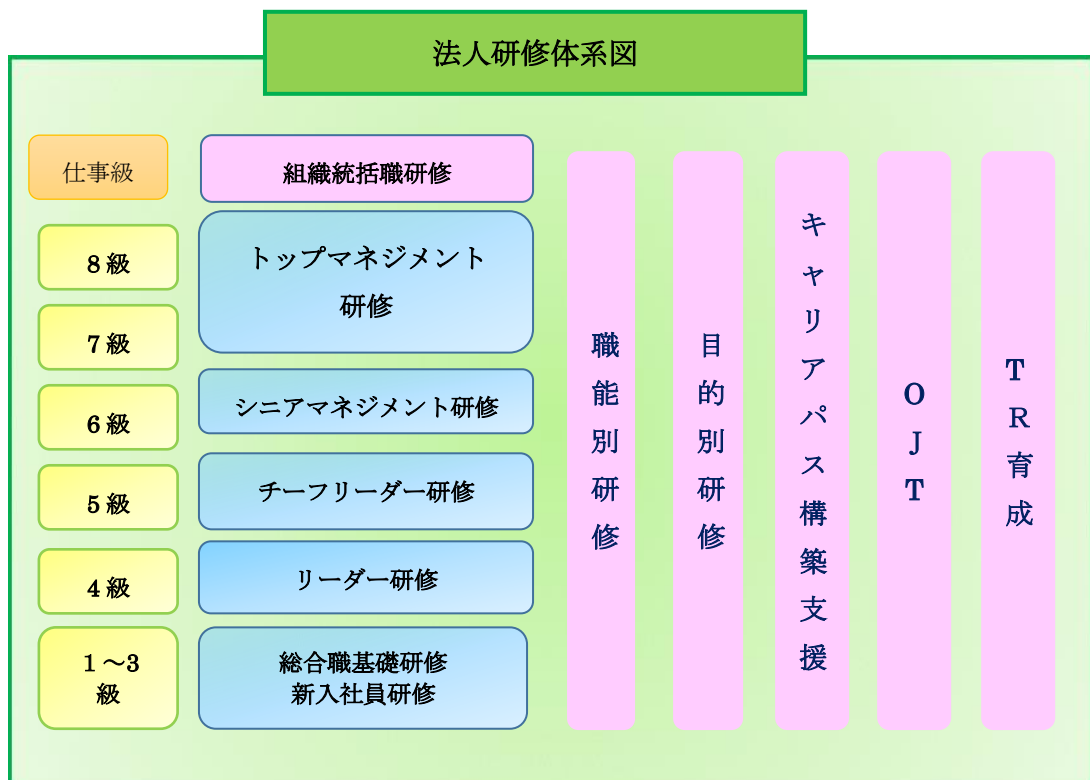 法人研修体系図
仕事級
組織統括職研修
8級
トップマネジメント
研修
7級
6級
シニアマネジメント研修
5級
チーフリーダー研修
4級
リーダー研修
1～3
級
総合職基礎研修
新入社員研修
職能別研修
目的別研修
キャリアパス構築支援
OJT
TR育成